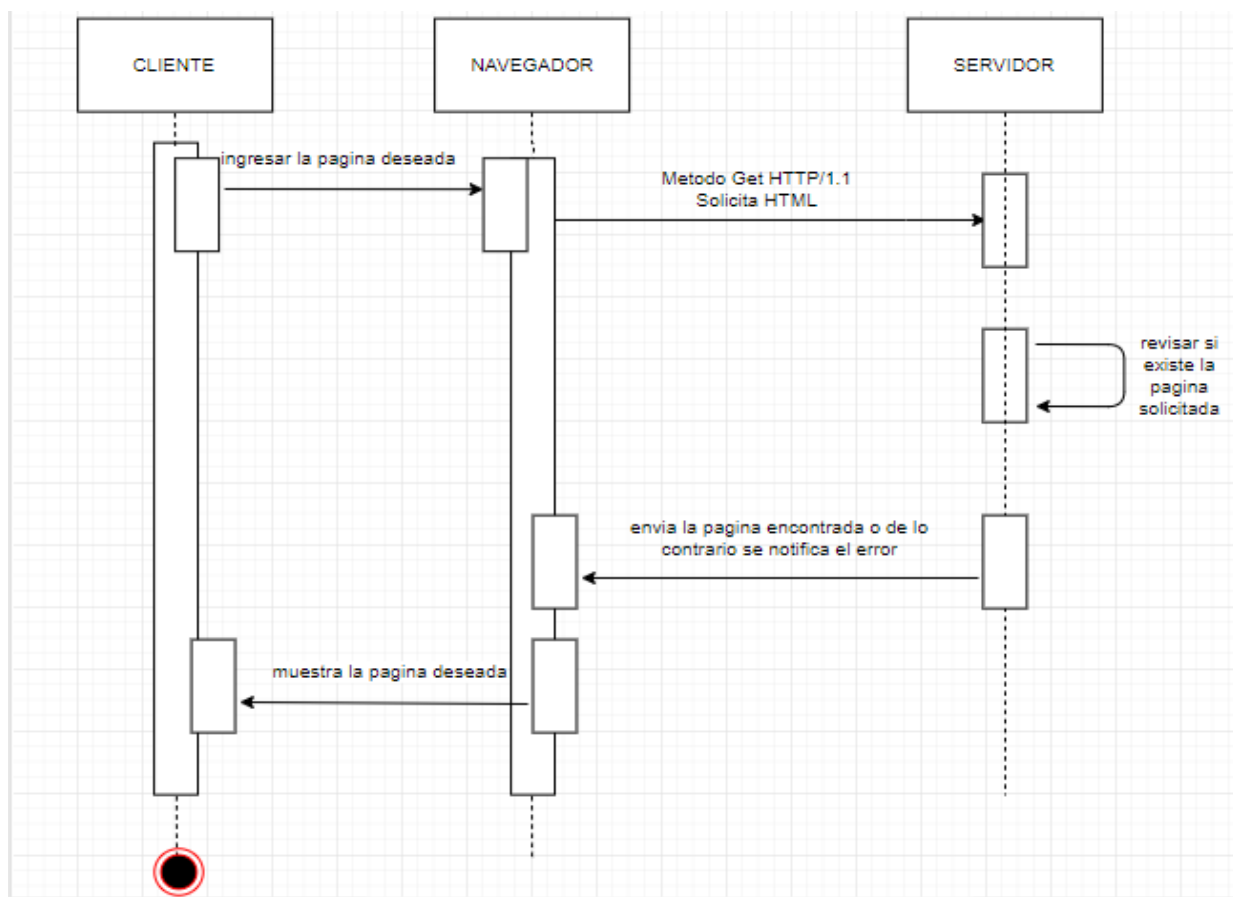 CLIENTE
NAVEGADOR
SERVIDOR
ingresar la pagina deseada
Metodo Get HTTP/1.1
Solicita HTML
revisar si
existe la
pagina
solicitada
envia la pagina encontrada o de lo
contrario se notifica el error
muestra la pagina deseada